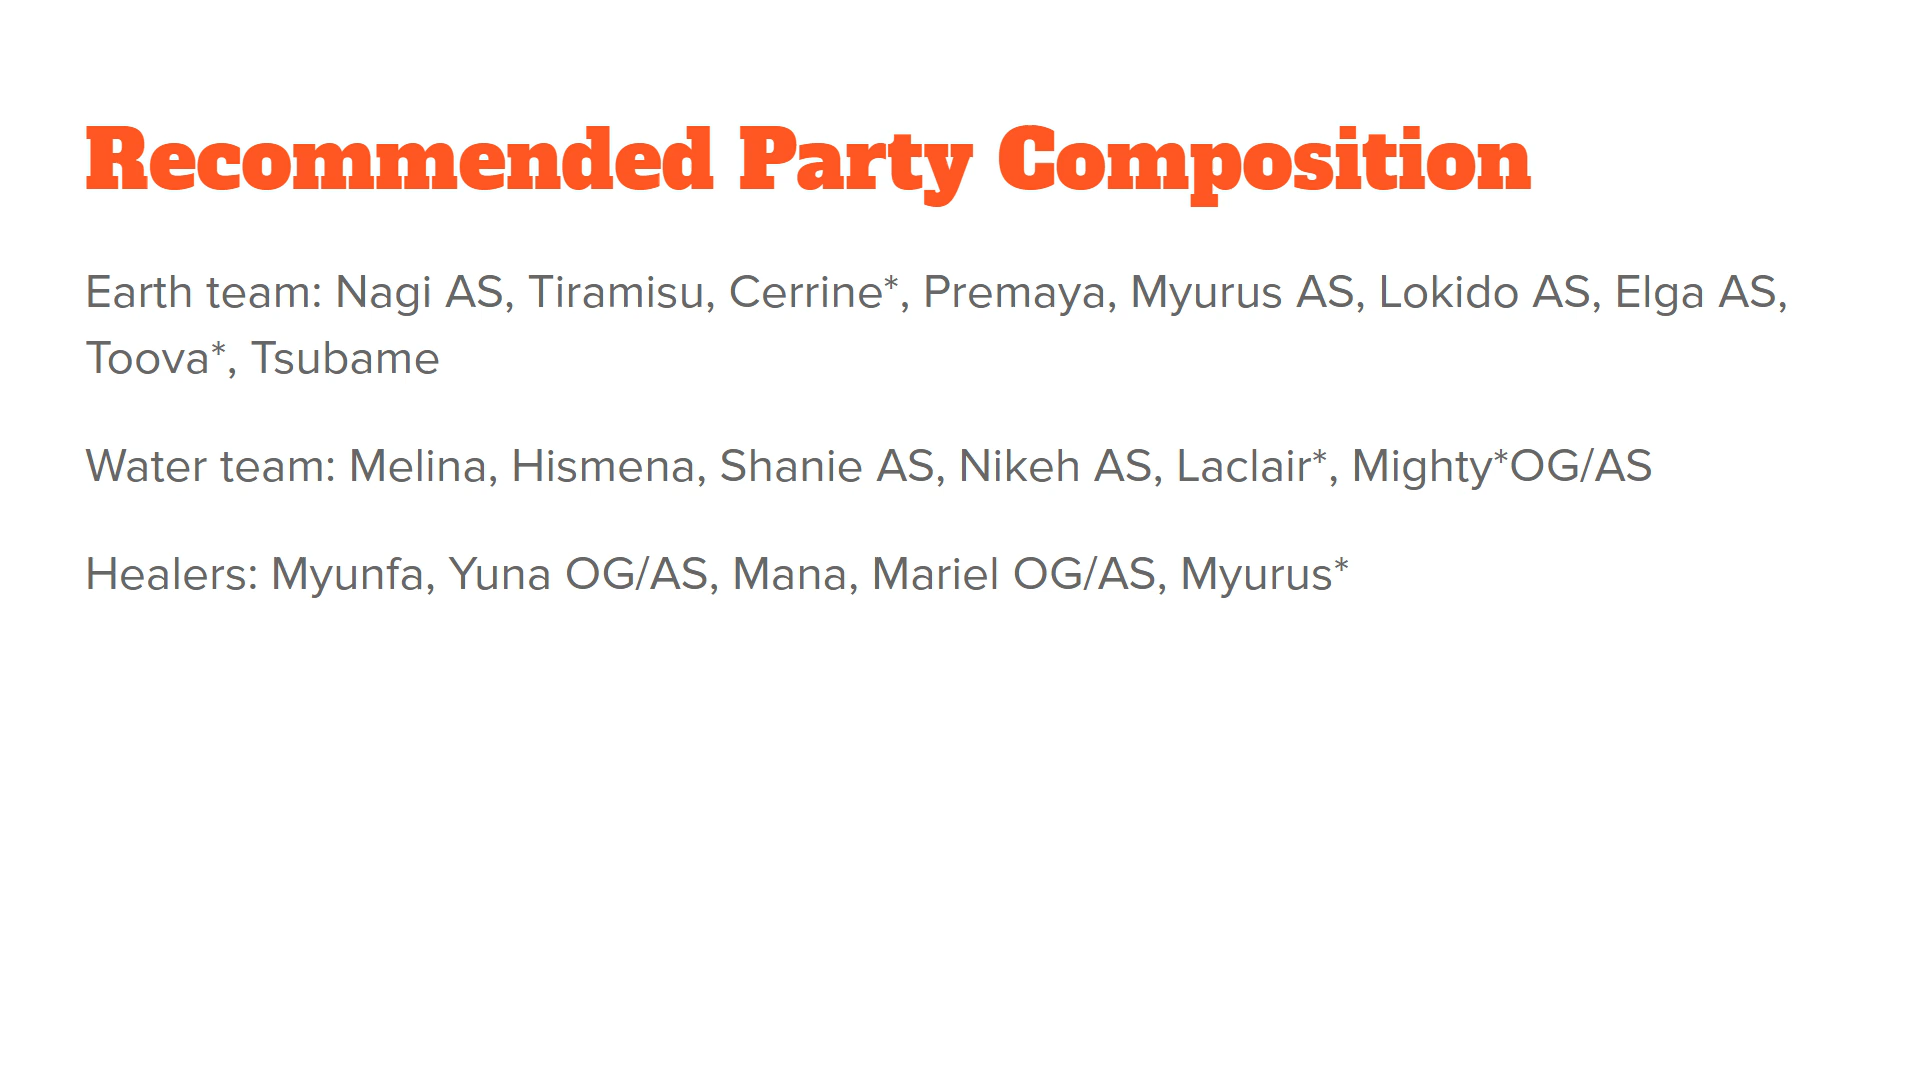 Recommended Party Composition
Earth team: Nagi AS, Tiramisu, Cerrine*, Premaya, Myurus AS, Lokido AS, Elga AS,
Toova*, Tsubame
Water team: Melina, Hismena, Shanie AS, Nikeh AS, Laclair*, Mighty*OG/AS
Healers: Myunfa, Yuna OG/AS, Mana, Mariel OG/AS, Myurus*